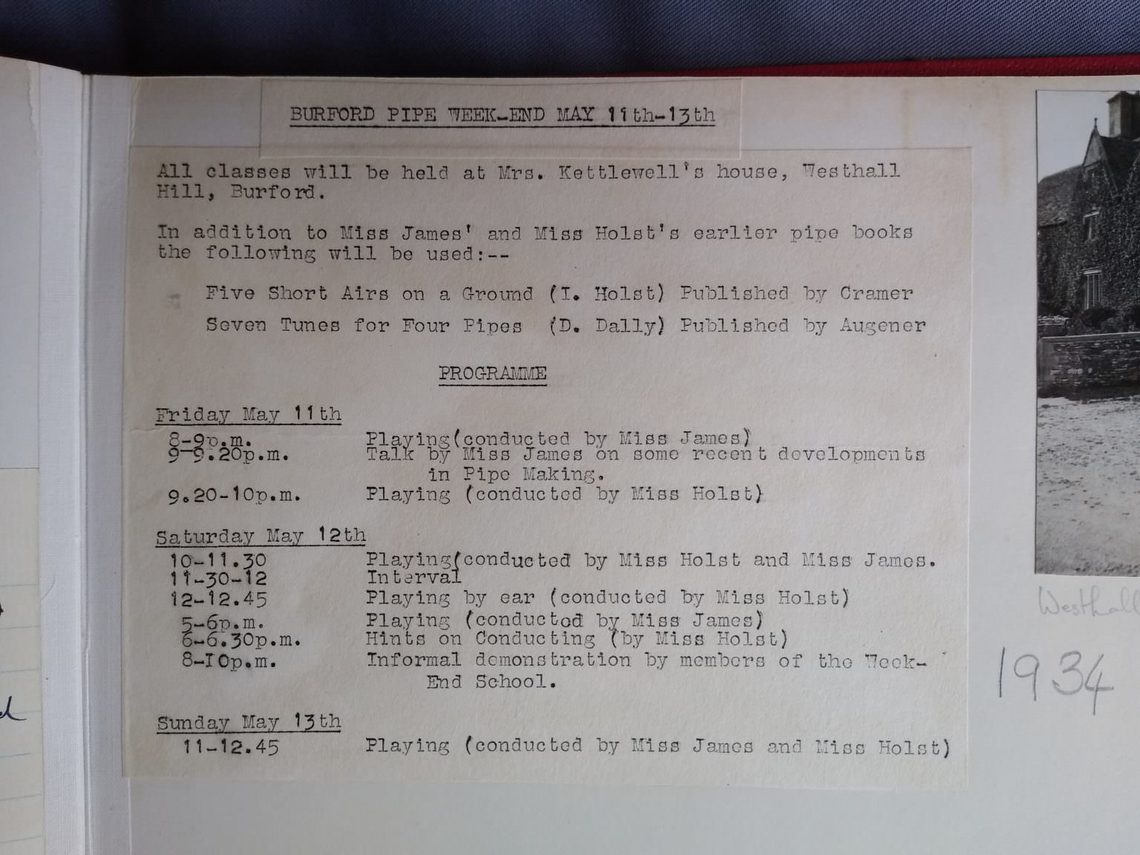 BURFORD PIPE WEEK-END MAY 11th-13th
All classes will be held at Mrs. Kettlewell's house, Westhall
Hill, Burford.
In addition to Miss James' and Miss Holst's earlier pipe books
the following will be used:--
Five Short Airs on a Ground (I. Holst) Published by Cramer
Seven Tunes for Four Pipes (D. Dally) Published by Augener
PROGRAMME
Friday May 11th
8-9p.m. Playing(conducted by Miss James)
9-9.20p.m. Talk by Miss James on some recent developments
in Pipe Making.
9.20-10p.m. Playing (conducted by Miss Holst)
Saturday May 12th
10-11.30 Playing(conducted by Miss Holst and Miss James.
11-30-12 Interval
12-12.45 Playing by ear (conducted by Miss Holst)
5-6p.m. Playing (conducted by Miss James)
6-6.30p.m. Hints on Conducting (by Miss Holst)
8-10p.m. Informal demonstration by members of the Week-
End School.
Sunday May 13th
11-12.45 Playing (conducted by Miss James and Miss Holst)
Westhall
1934